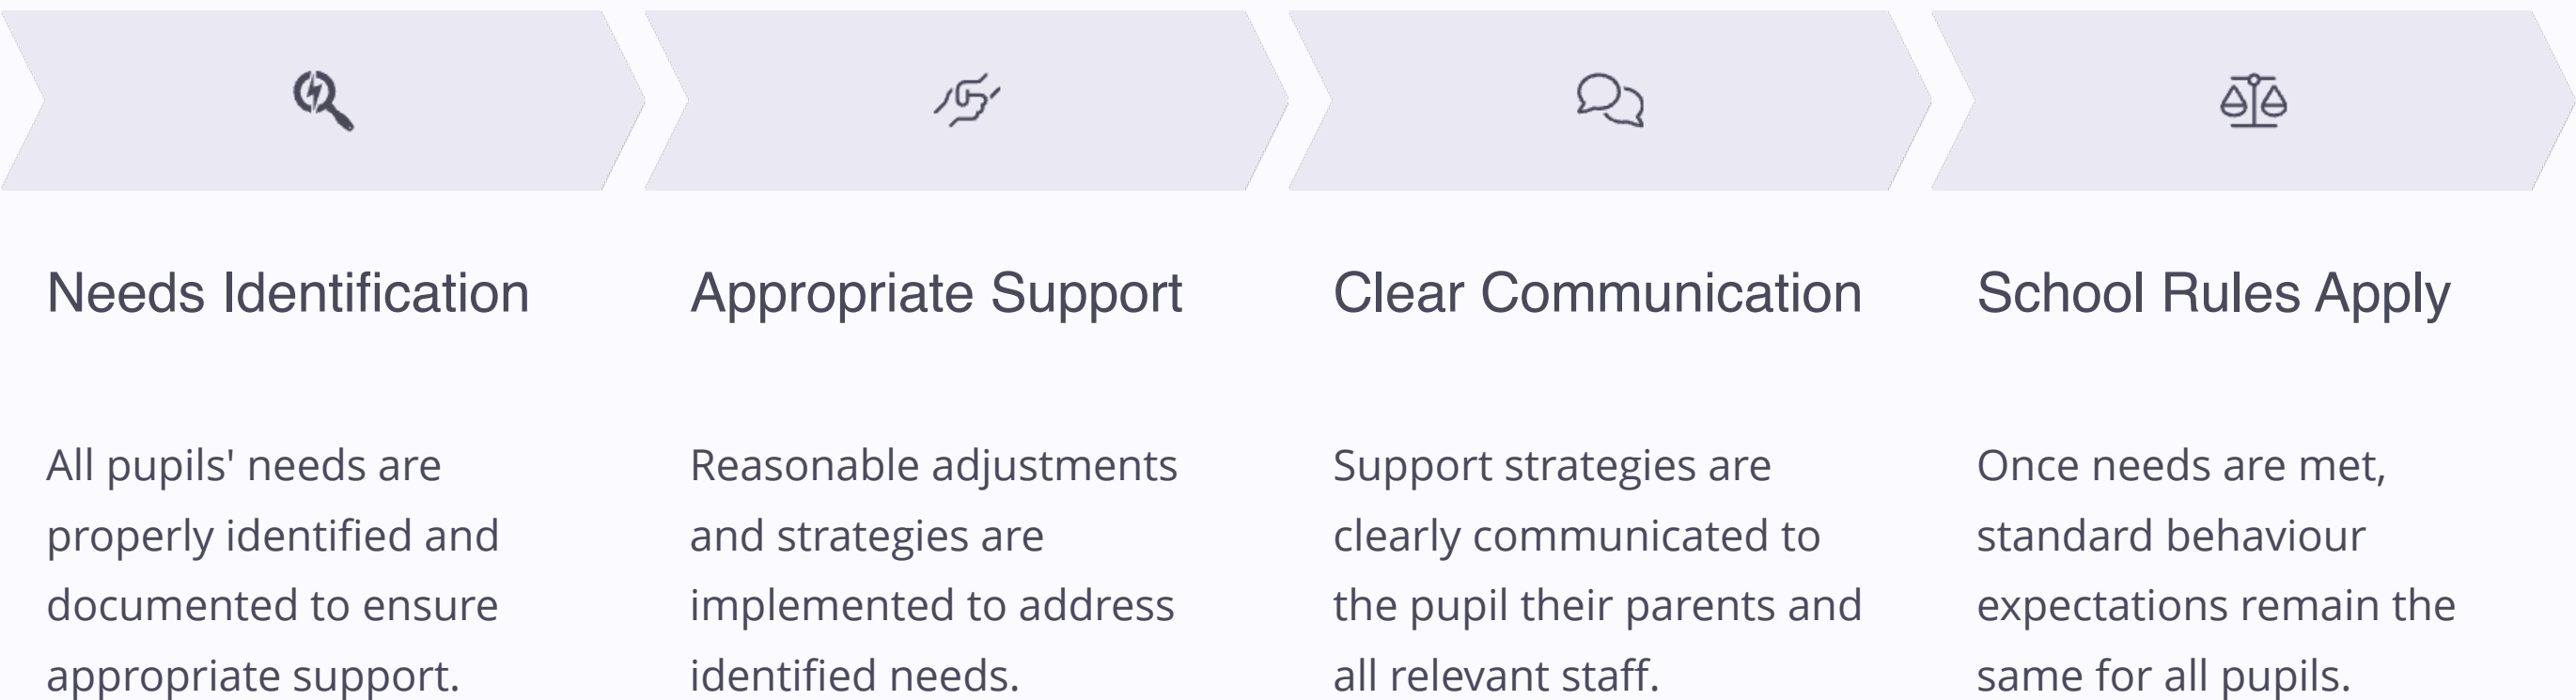 Needs Identification
All pupils' needs are
properly identified and
documented to ensure
appropriate support.
Appropriate Support
Reasonable adjustments
and strategies are
implemented to address
identified needs.
Clear Communication
Support strategies are
clearly communicated to
the pupil their parents and
all relevant staff.
School Rules Apply
Once needs are met,
standard behaviour
expectations remain the
same for all pupils.